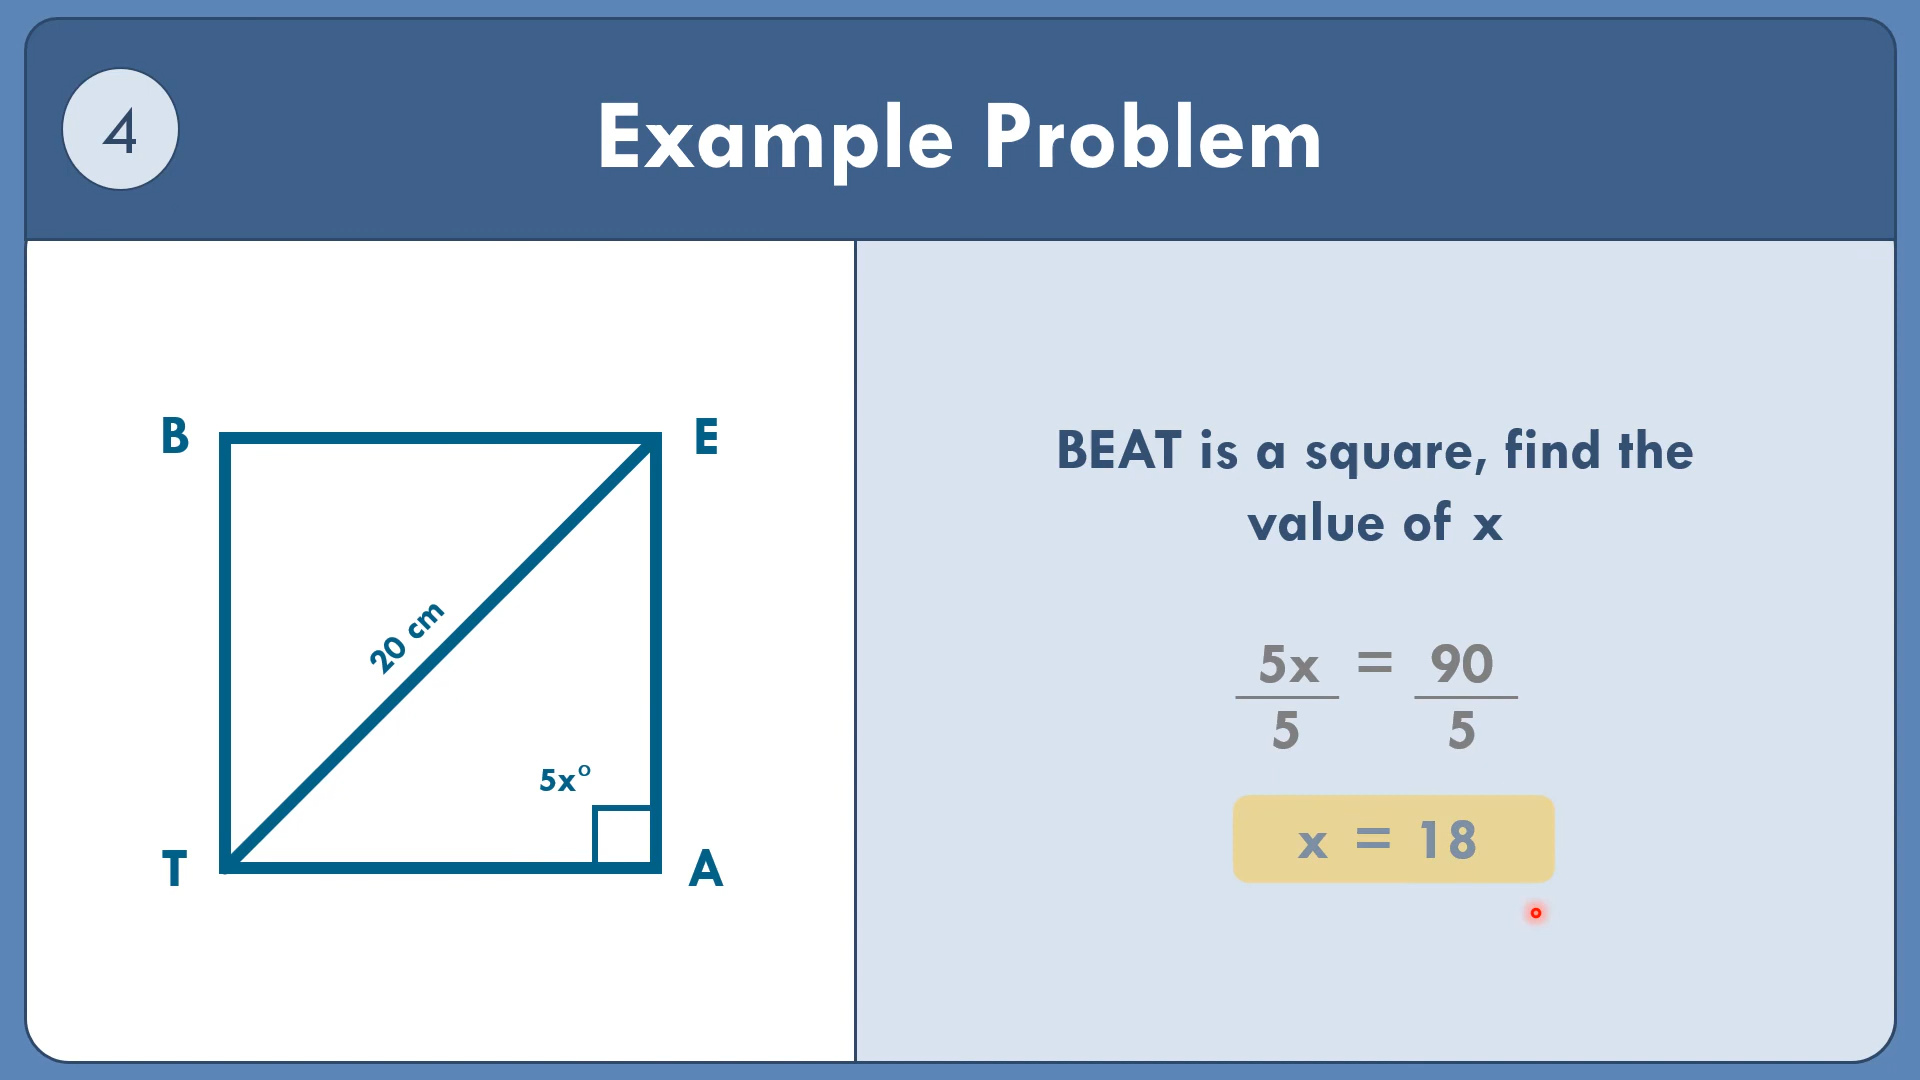 4
Example Problem
B
E
20 cm
5x°
T
A
BEAT is a square, find the
value of x
5x = 90
5 5
x = 18